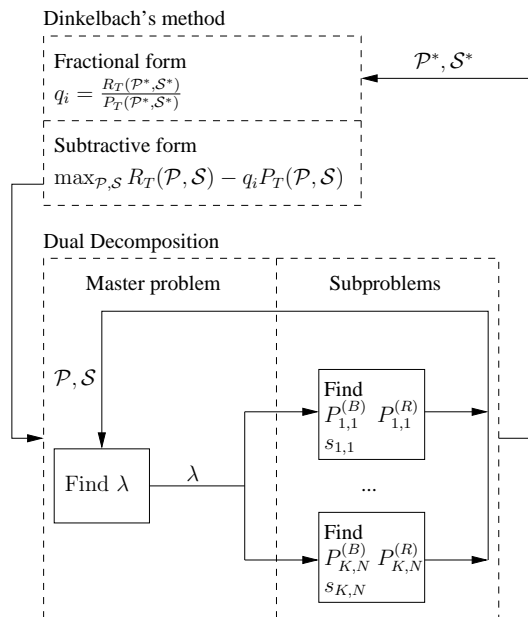 Dinkelbach's method
Fractional form
q_i = R_T(𝒫*,𝒮*) / P_T(𝒫*,𝒮*)
𝒫*, 𝒮*
Subtractive form
max_{𝒫,𝒮} R_T(𝒫, 𝒮) − q_i P_T(𝒫, 𝒮)
Dual Decomposition
Master problem
Subproblems
𝒫, 𝒮
Find
P_{1,1}^{(B)} P_{1,1}^{(R)}
s_{1,1}
Find λ
λ
...
Find
P_{K,N}^{(B)} P_{K,N}^{(R)}
s_{K,N}